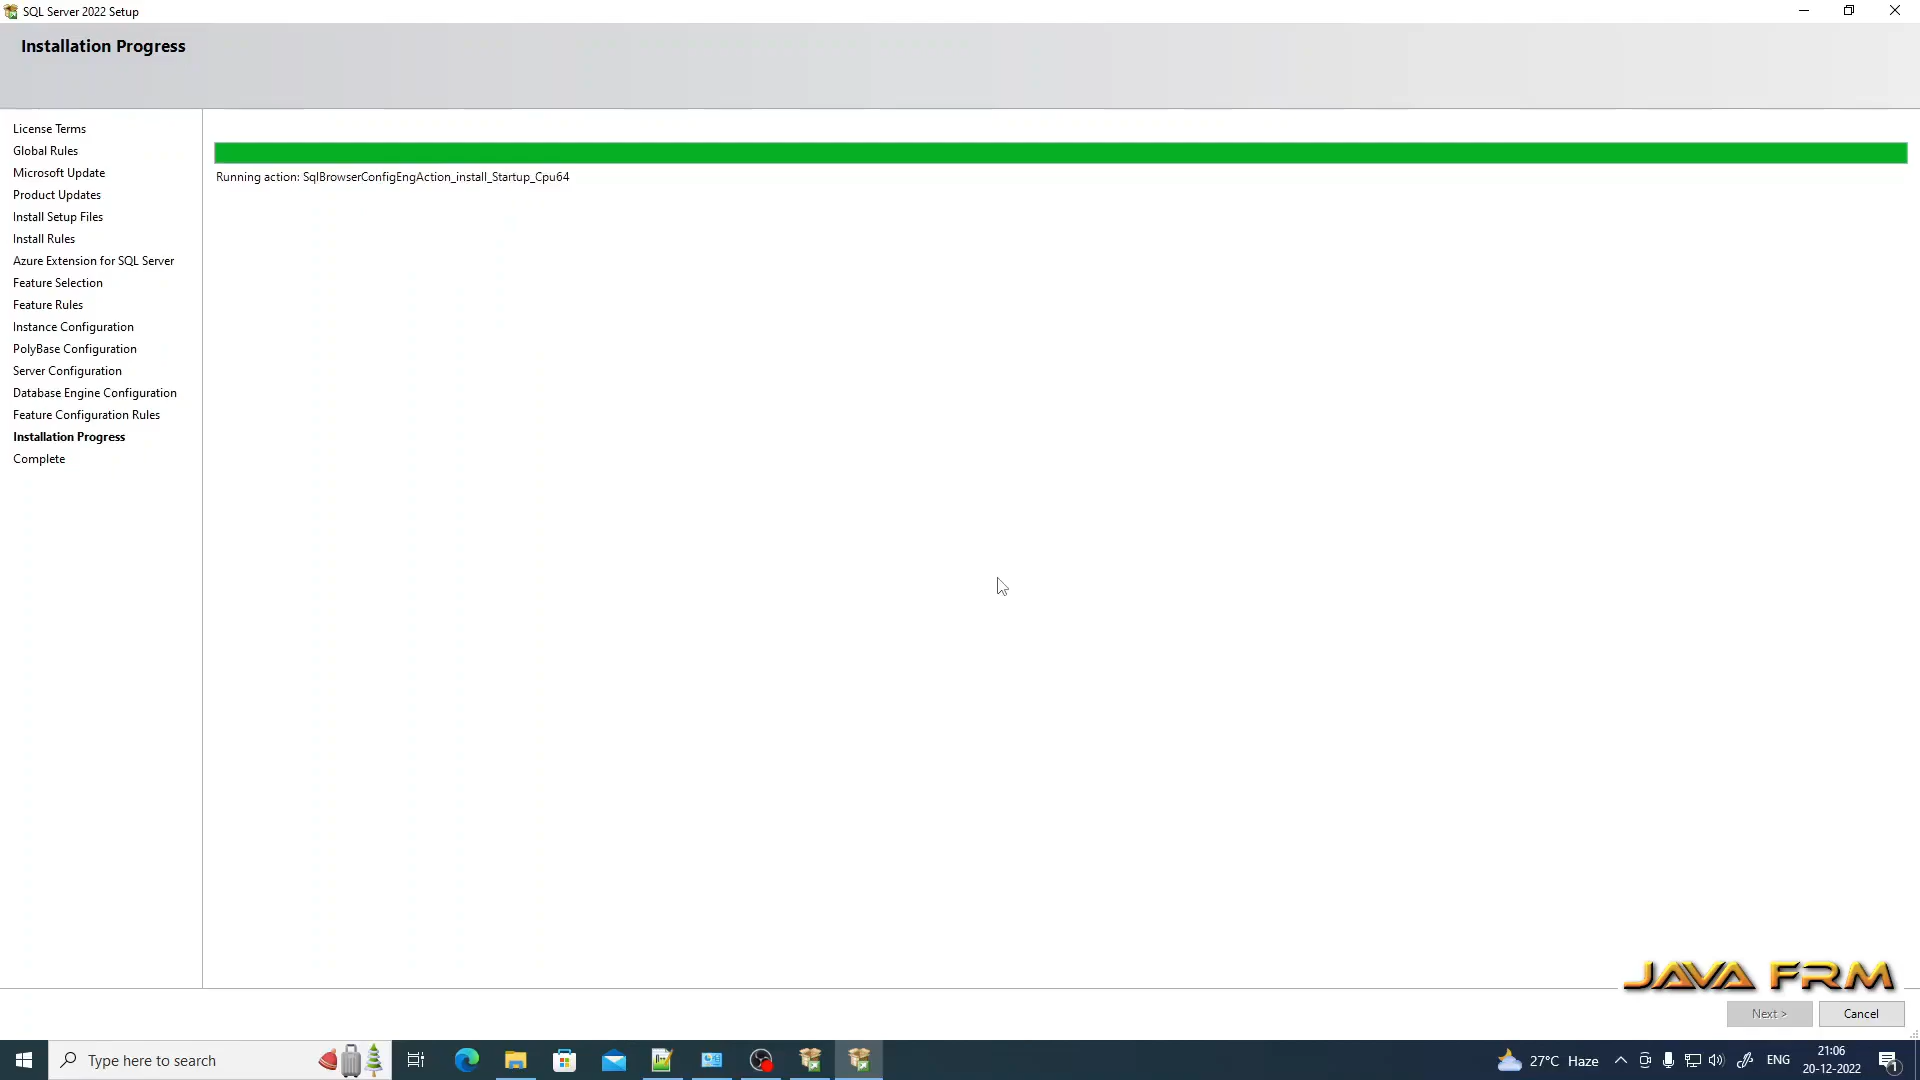 SQL Server 2022 Setup
Installation Progress
License Terms
Global Rules
Microsoft Update
Product Updates
Install Setup Files
Install Rules
Azure Extension for SQL Server
Feature Selection
Feature Rules
Instance Configuration
PolyBase Configuration
Server Configuration
Database Engine Configuration
Feature Configuration Rules
Installation Progress
Complete
Running action: SqlBrowserConfigEngAction_install_Startup_Cpu64
JAVA FRM
Next >
Cancel
Type here to search
27°C Haze
ENG
21:06
20-12-2022
1